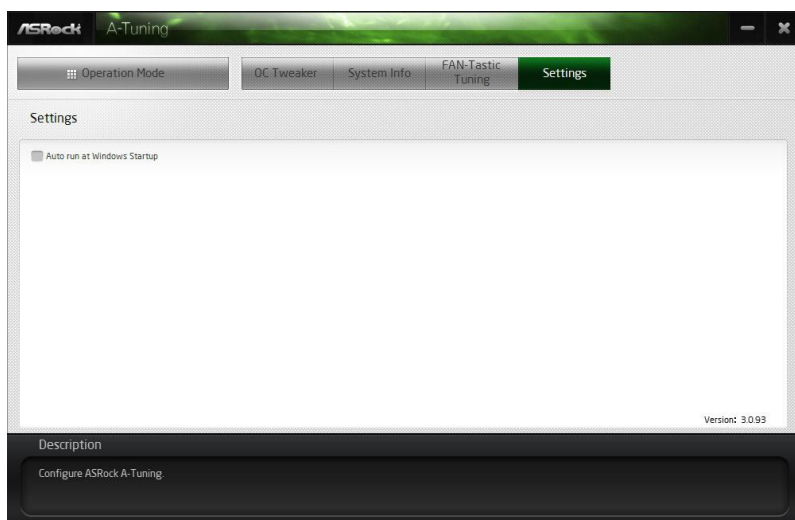 ASRock A-Tuning
Operation Mode
OC Tweaker
System Info
FAN-Tastic
Tuning
Settings
Settings
Auto run at Windows Startup
Version: 3.0.93
Description
Configure ASRock A-Tuning.